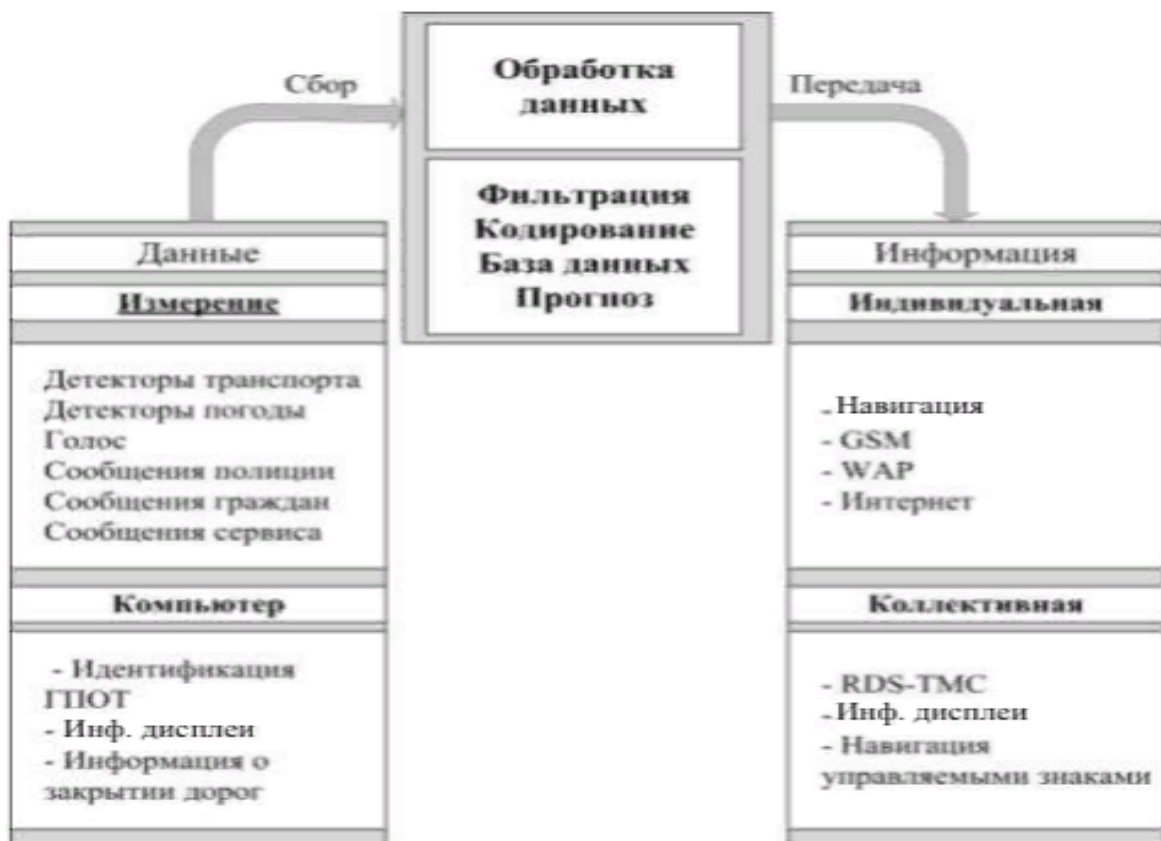 Сбор
Обработка
данных
Передача
Фильтрация
Кодирование
База данных
Прогноз
Данные
Измерение
Детекторы транспорта
Детекторы погоды
Голос
Сообщения полиции
Сообщения граждан
Сообщения сервиса
Компьютер
- Идентификация
ГПОТ
- Инф. дисплеи
- Информация о
закрытии дорог
Информация
Индивидуальная
- Навигация
- GSM
- WAP
- Интернет
Коллективная
- RDS-TMC
- Инф. дисплеи
- Навигация
управляемыми знаками